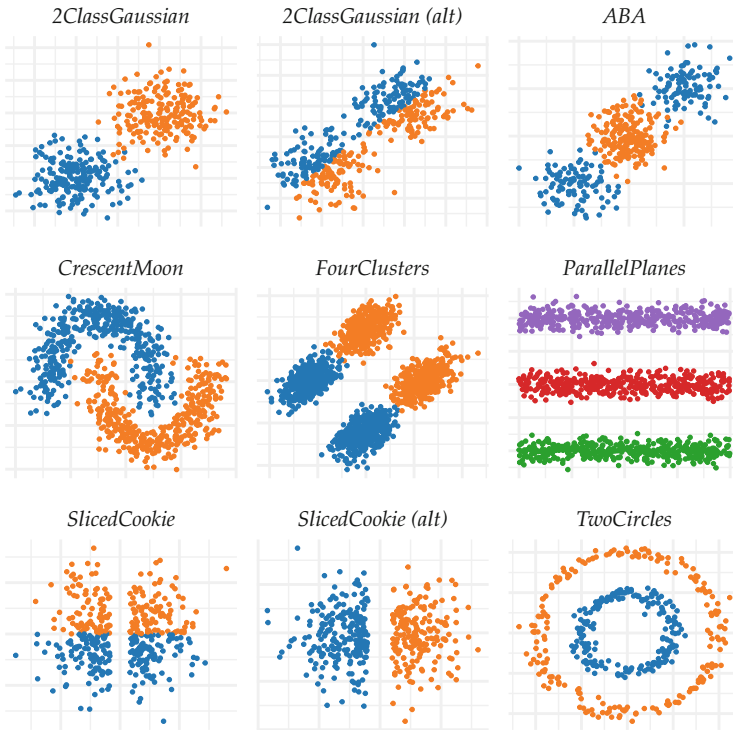 2ClassGaussian
2ClassGaussian (alt)
ABA
CrescentMoon
FourClusters
ParallelPlanes
SlicedCookie
SlicedCookie (alt)
TwoCircles